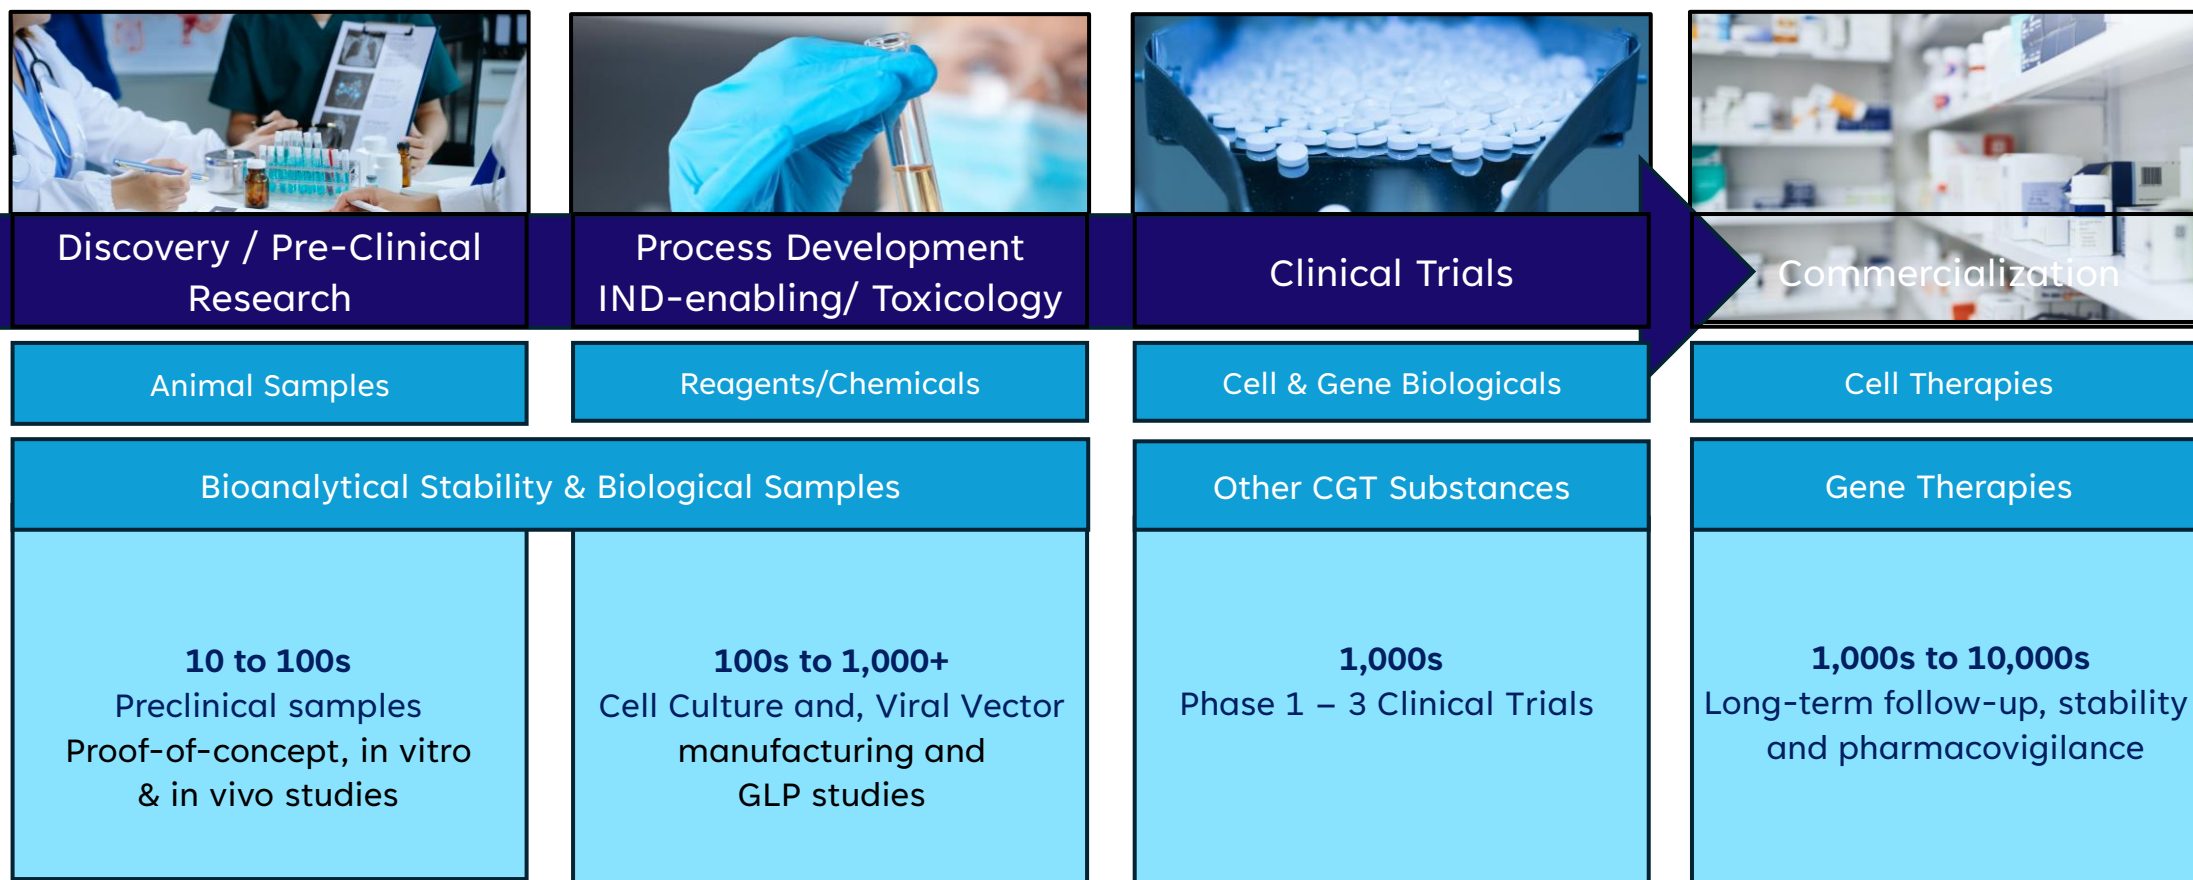 Discovery / Pre-Clinical
Research
Process Development
IND-enabling/ Toxicology
Clinical Trials
Commercialization
Animal Samples
Reagents/Chemicals
Cell & Gene Biologicals
Cell Therapies
Bioanalytical Stability & Biological Samples
Other CGT Substances
Gene Therapies
10 to 100s
Preclinical samples
Proof-of-concept, in vitro
& in vivo studies
100s to 1,000+
Cell Culture and, Viral Vector
manufacturing and
GLP studies
1,000s
Phase 1 – 3 Clinical Trials
1,000s to 10,000s
Long-term follow-up, stability
and pharmacovigilance